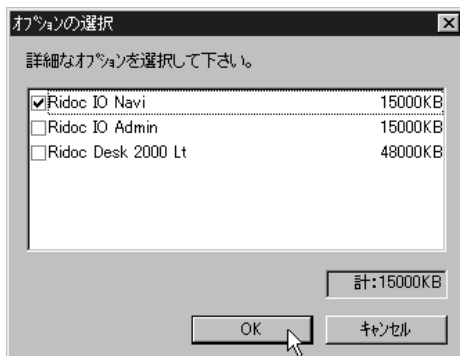 ｵﾌﾟｼｮﾝの選択
詳細なｵﾌﾟｼｮﾝを選択して下さい。
Ridoc IO Navi 15000KB
Ridoc IO Admin 15000KB
Ridoc Desk 2000 Lt 48000KB
計:15000KB
OK ｷｬﾝｾﾙ